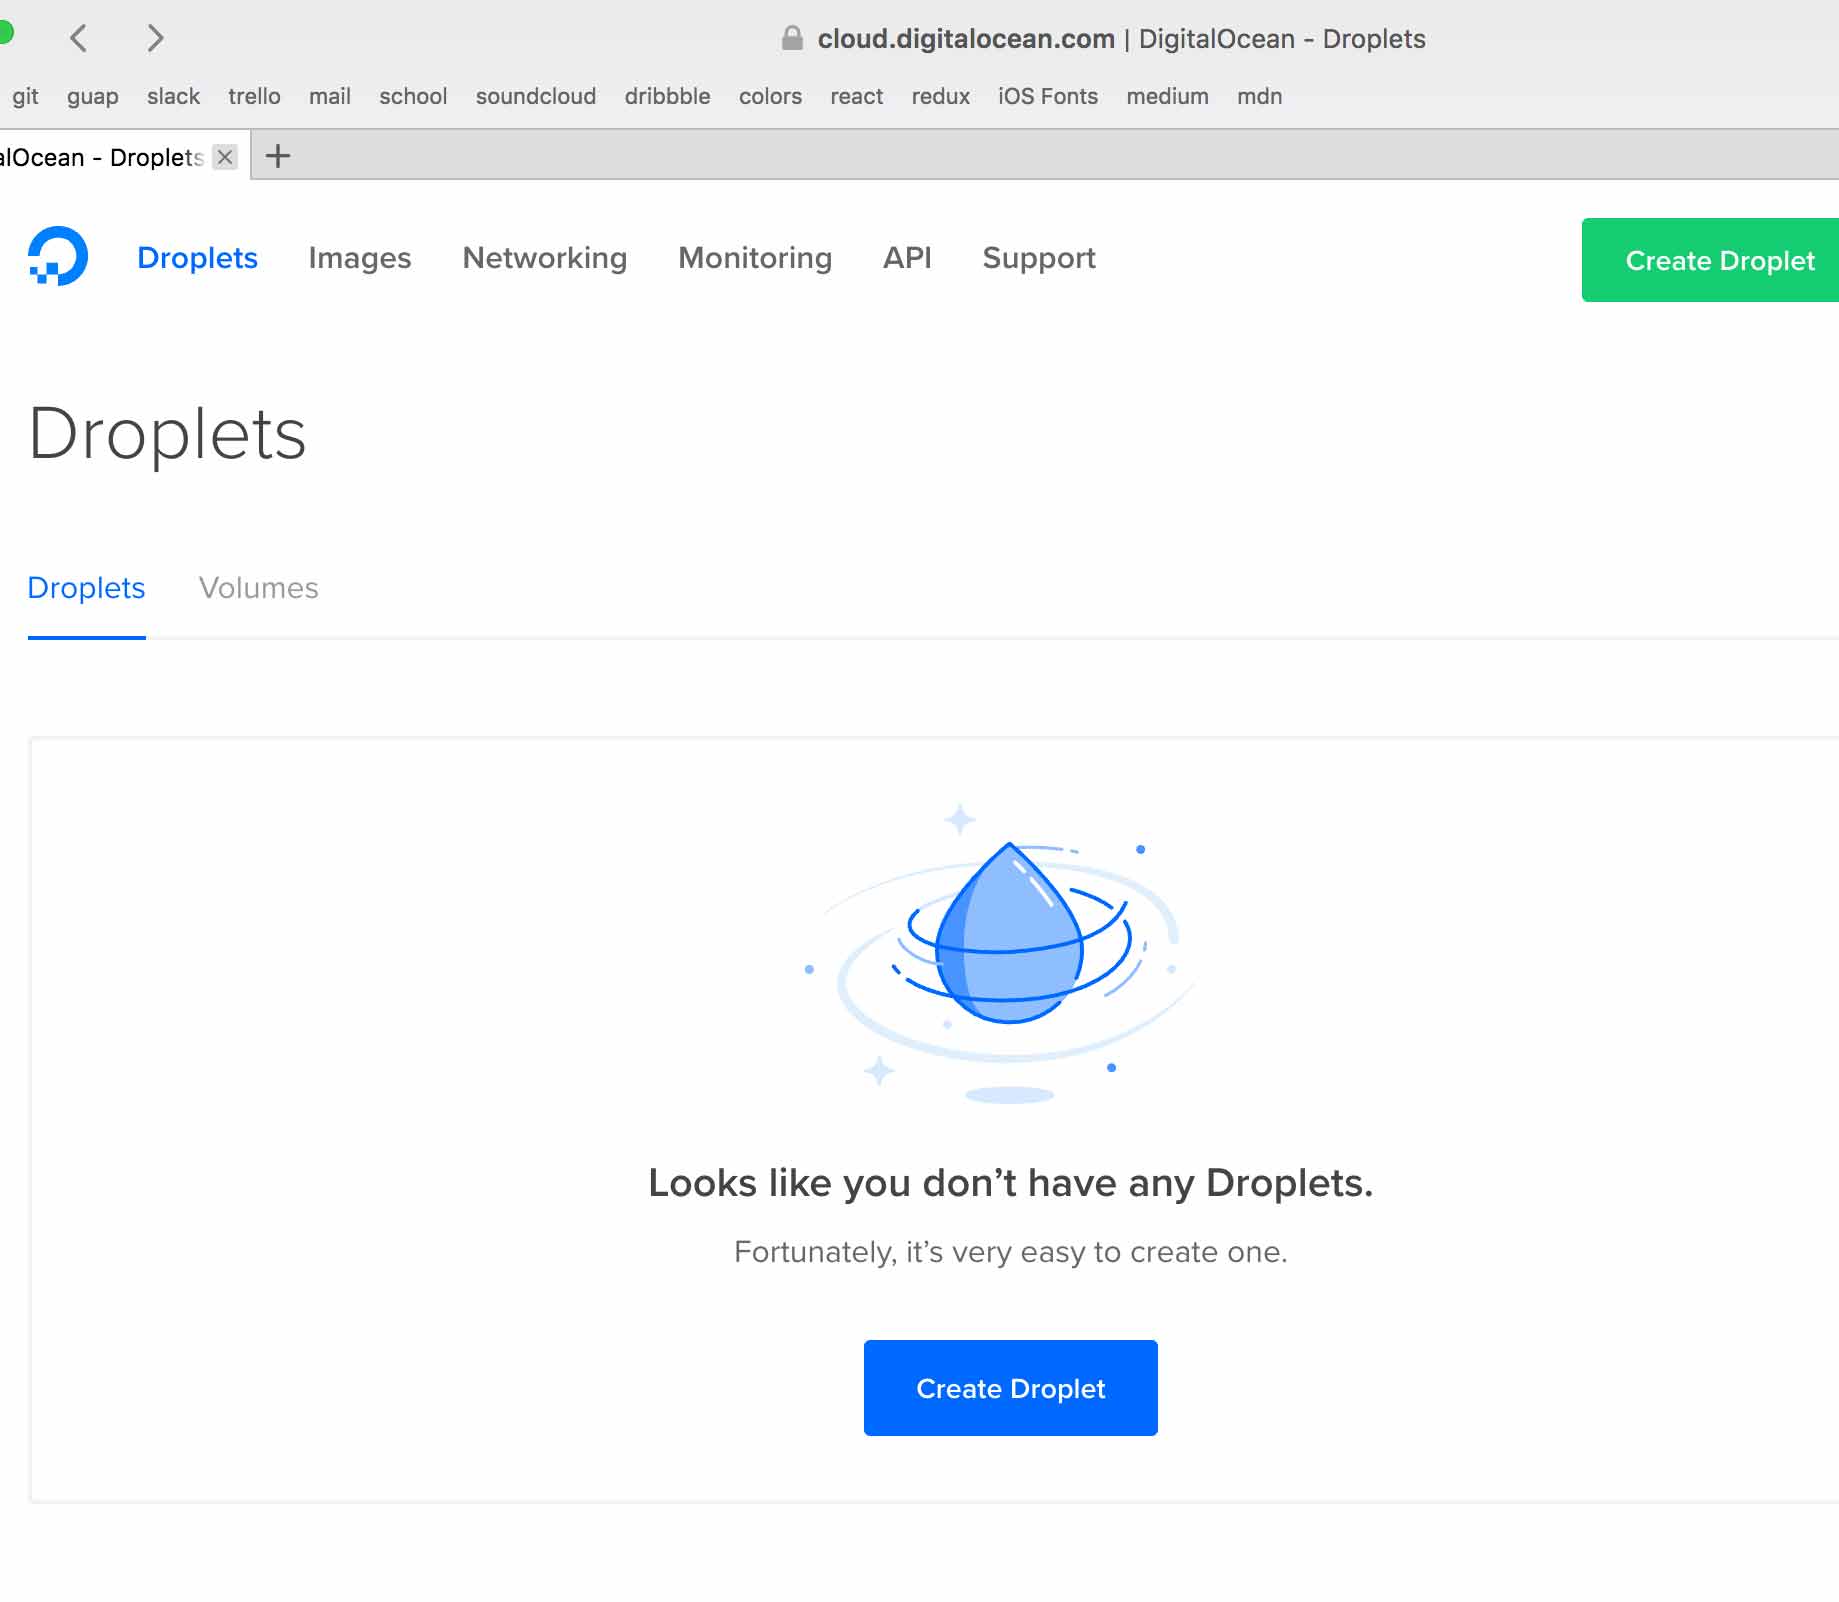 cloud.digitalocean.com | DigitalOcean - Droplets
git guap slack trello mail school soundcloud dribbble colors react redux iOS Fonts medium mdn
alOcean - Droplets
Droplets Images Networking Monitoring API Support Create Droplet
Droplets
Droplets Volumes
Looks like you don’t have any Droplets.
Fortunately, it’s very easy to create one.
Create Droplet